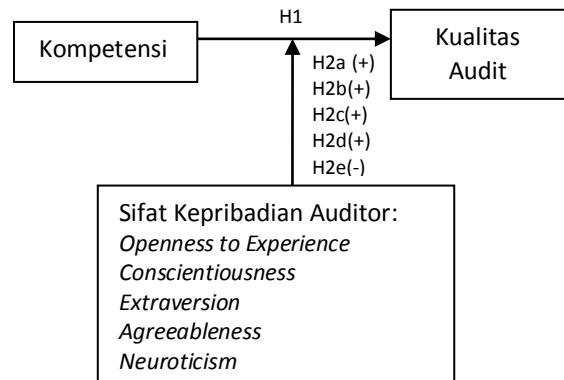 H1
Kompetensi
Kualitas
Audit
H2a (+)
H2b(+)
H2c(+)
H2d(+)
H2e(-)
Sifat Kepribadian Auditor:
Openness to Experience
Conscientiousness
Extraversion
Agreeableness
Neuroticism